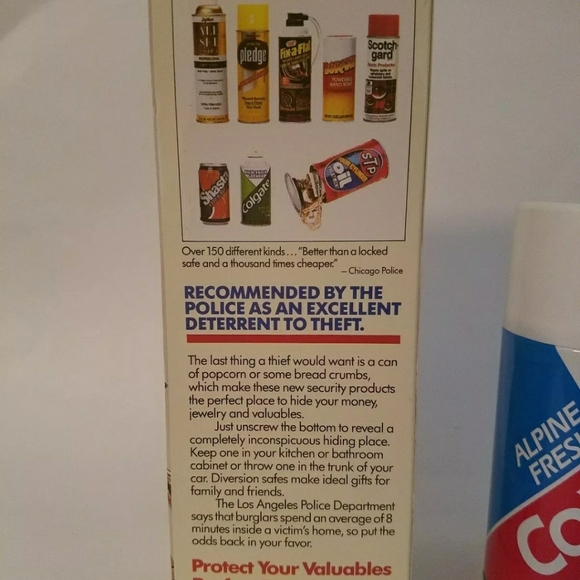 pledge
Fix-a-Flat
BORAXO
Scotch
gard
Shasta
Colgate
STP
oil
Over 150 different kinds... "Better than a locked
safe and a thousand times cheaper."
– Chicago Police
RECOMMENDED BY THE
POLICE AS AN EXCELLENT
DETERRENT TO THEFT.
The last thing a thief would want is a can
of popcorn or some bread crumbs,
which make these new security products
the perfect place to hide your money,
jewelry and valuables.
Just unscrew the bottom to reveal a
completely inconspicuous hiding place.
Keep one in your kitchen or bathroom
cabinet or throw one in the trunk of your
car. Diversion safes make ideal gifts for
family and friends.
The Los Angeles Police Department
says that burglars spend an average of 8
minutes inside a victim's home, so put the
odds back in your favor.
Protect Your Valuables
ALPINE
FRES
Co